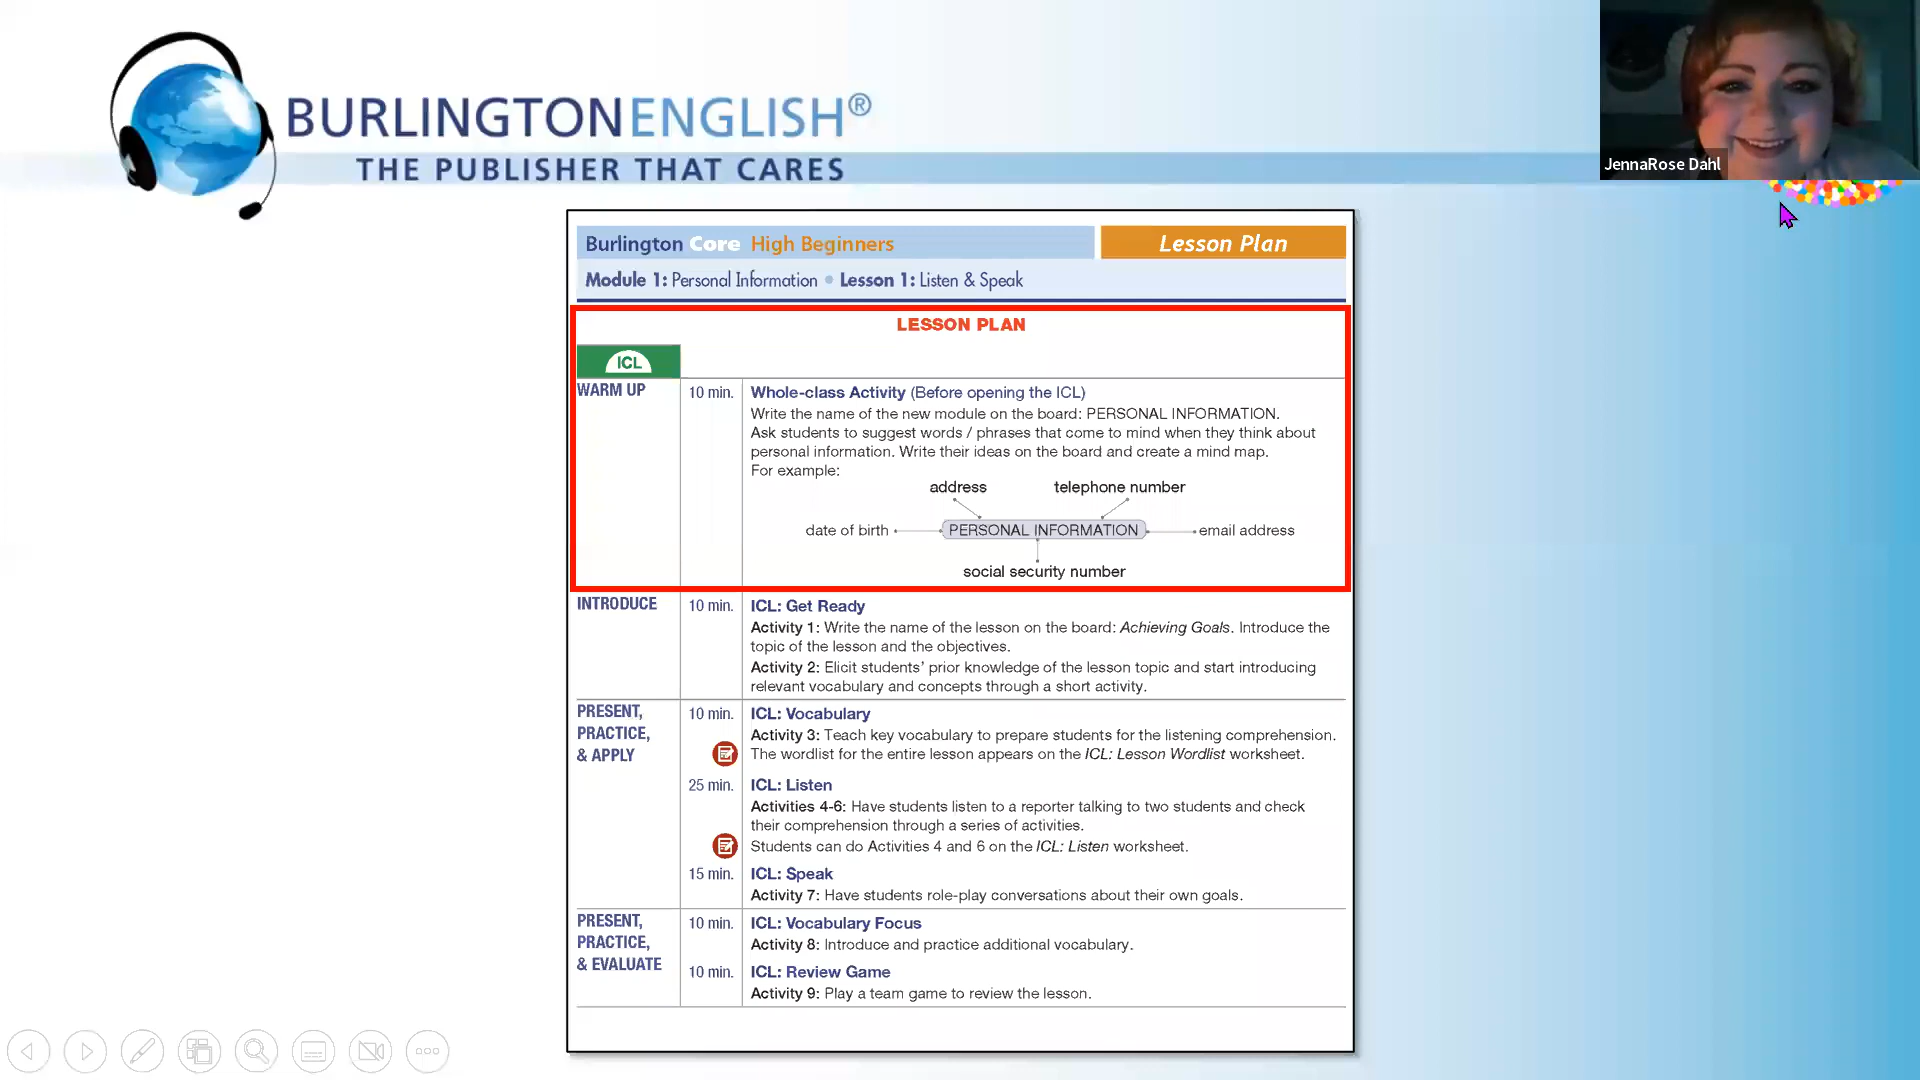 BURLINGTONENGLISH®
THE PUBLISHER THAT CARES
JennaRose Dahl
Burlington Core High Beginners
Lesson Plan
Module 1: Personal Information • Lesson 1: Listen & Speak
LESSON PLAN
ICL
WARM UP
10 min.
Whole-class Activity (Before opening the ICL)
Write the name of the new module on the board: PERSONAL INFORMATION.
Ask students to suggest words / phrases that come to mind when they think about
personal information. Write their ideas on the board and create a mind map.
For example:
address
telephone number
date of birth
PERSONAL INFORMATION
email address
social security number
INTRODUCE
10 min.
ICL: Get Ready
Activity 1: Write the name of the lesson on the board: Achieving Goals. Introduce the
topic of the lesson and the objectives.
Activity 2: Elicit students' prior knowledge of the lesson topic and start introducing
relevant vocabulary and concepts through a short activity.
PRESENT,
PRACTICE,
& APPLY
10 min.
ICL: Vocabulary
Activity 3: Teach key vocabulary to prepare students for the listening comprehension.
The wordlist for the entire lesson appears on the ICL: Lesson Wordlist worksheet.
25 min.
ICL: Listen
Activities 4-6: Have students listen to a reporter talking to two students and check
their comprehension through a series of activities.
Students can do Activities 4 and 6 on the ICL: Listen worksheet.
15 min.
ICL: Speak
Activity 7: Have students role-play conversations about their own goals.
PRESENT,
PRACTICE,
& EVALUATE
10 min.
ICL: Vocabulary Focus
Activity 8: Introduce and practice additional vocabulary.
10 min.
ICL: Review Game
Activity 9: Play a team game to review the lesson.